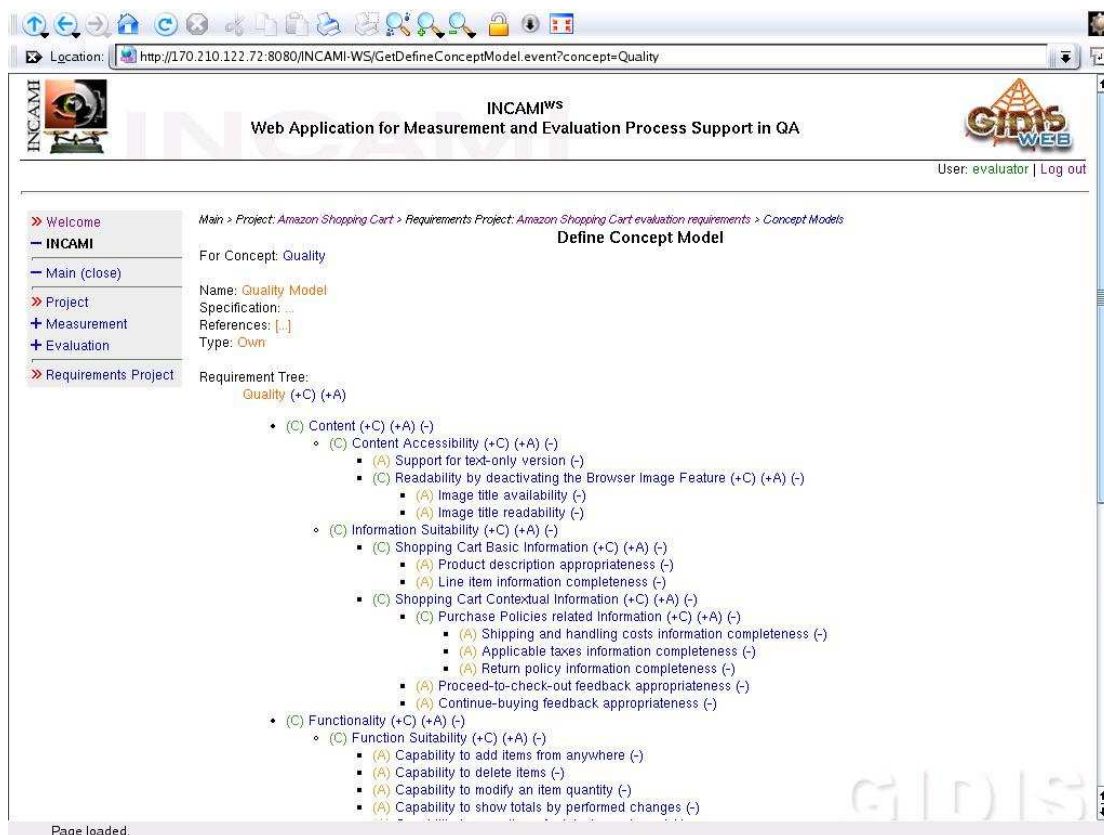 Location: http://170.210.122.72:8080/INCAMI-WS/GetDefineConceptModel.event?concept=Quality
INCAMI
INCAMI
INCAMIWS
Web Application for Measurement and Evaluation Process Support in QA
GIDIS
WEB
User: evaluator | Log out
» Welcome
– INCAMI
– Main (close)
» Project
+ Measurement
+ Evaluation
» Requirements Project
Main > Project: Amazon Shopping Cart > Requirements Project: Amazon Shopping Cart evaluation requirements > Concept Models
Define Concept Model
For Concept: Quality
Name: Quality Model
Specification: ...
References: [...]
Type: Own
Requirement Tree:
Quality (+C) (+A)
• (C) Content (+C) (+A) (-)
◦ (C) Content Accessibility (+C) (+A) (-)
▪ (A) Support for text-only version (-)
▪ (C) Readability by deactivating the Browser Image Feature (+C) (+A) (-)
▪ (A) Image title availability (-)
▪ (A) Image title readability (-)
◦ (C) Information Suitability (+C) (+A) (-)
▪ (C) Shopping Cart Basic Information (+C) (+A) (-)
▪ (A) Product description appropriateness (-)
▪ (A) Line item information completeness (-)
▪ (C) Shopping Cart Contextual Information (+C) (+A) (-)
▪ (C) Purchase Policies related Information (+C) (+A) (-)
▪ (A) Shipping and handling costs information completeness (-)
▪ (A) Applicable taxes information completeness (-)
▪ (A) Return policy information completeness (-)
▪ (A) Proceed-to-check-out feedback appropriateness (-)
▪ (A) Continue-buying feedback appropriateness (-)
• (C) Functionality (+C) (+A) (-)
◦ (C) Function Suitability (+C) (+A) (-)
▪ (A) Capability to add items from anywhere (-)
▪ (A) Capability to delete items (-)
▪ (A) Capability to modify an item quantity (-)
▪ (A) Capability to show totals by performed changes (-)
GIDIS
Page loaded.